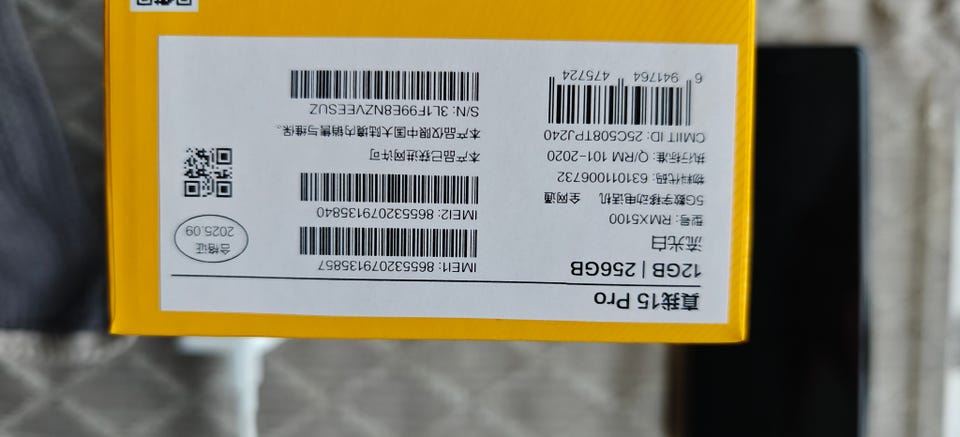 真我15 Pro
12GB | 256GB
流光白
型号: RMX5100
5G数字移动电话机 全网通
物料代码: 631011006732
执行标准: Q/RM 101-2020
CMIIT ID: 25C508TPJ240
6 941764 475724
IMEI1: 865532079135857
IMEI2: 865532079135840
本产品已获进网许可
本产品仅限中国大陆境内销售与维保。
S/N: 3L1F99E8NZVEESUZ
合格证
2025.09